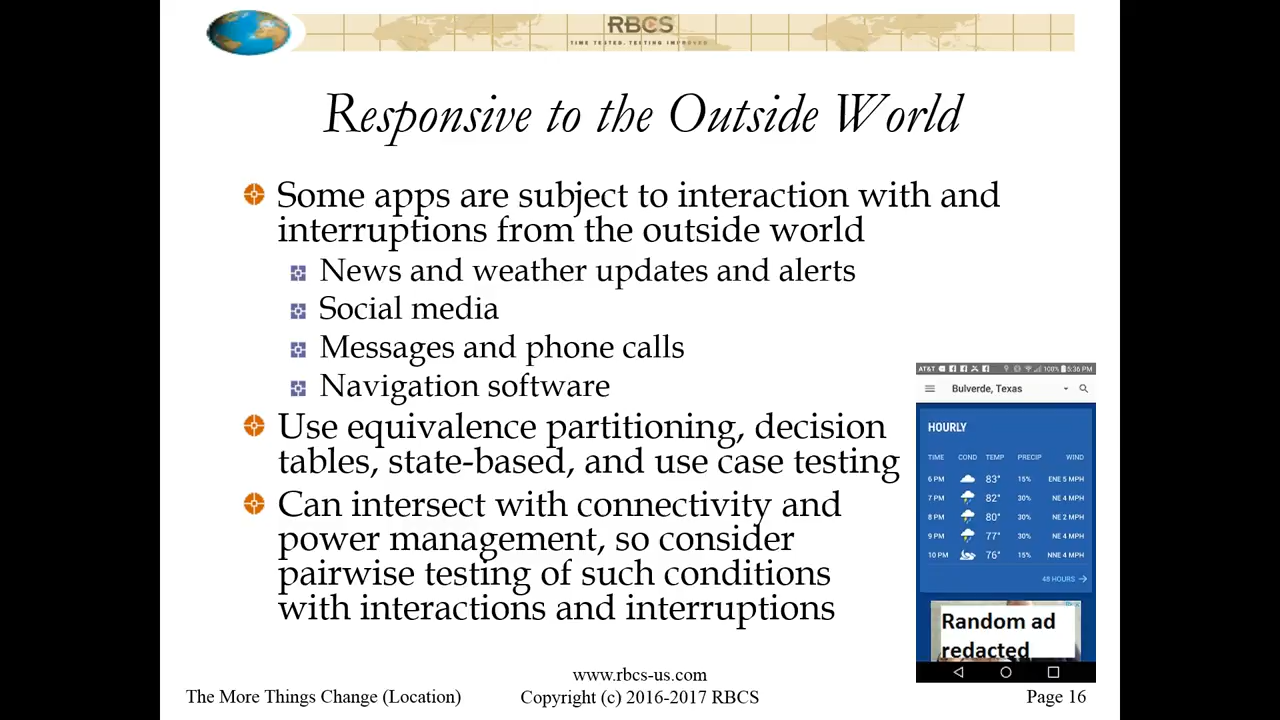 RBCS
TIME TESTED. TESTING IMPROVED
Responsive to the Outside World
Some apps are subject to interaction with and
interruptions from the outside world
News and weather updates and alerts
Social media
Messages and phone calls
Navigation software
Use equivalence partitioning, decision
tables, state-based, and use case testing
Can intersect with connectivity and
power management, so consider
pairwise testing of such conditions
with interactions and interruptions
AT&T 100% 5:36 PM
Bulverde, Texas
HOURLY
TIME COND TEMP PRECIP WIND
6 PM 83° 15% ENE 5 MPH
7 PM 82° 30% NE 4 MPH
8 PM 80° 30% NE 2 MPH
9 PM 77° 30% NE 4 MPH
10 PM 76° 15% NNE 4 MPH
48 HOURS →
Random ad
redacted
www.rbcs-us.com
The More Things Change (Location) Copyright (c) 2016-2017 RBCS Page 16